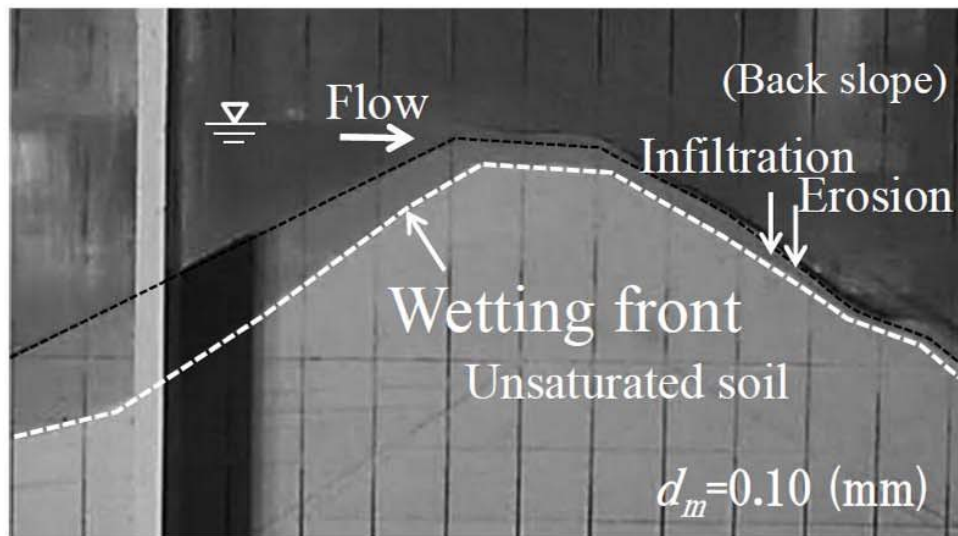 (Back slope)
Flow
Infiltration
Erosion
Wetting front
Unsaturated soil
dₘ=0.10 (mm)